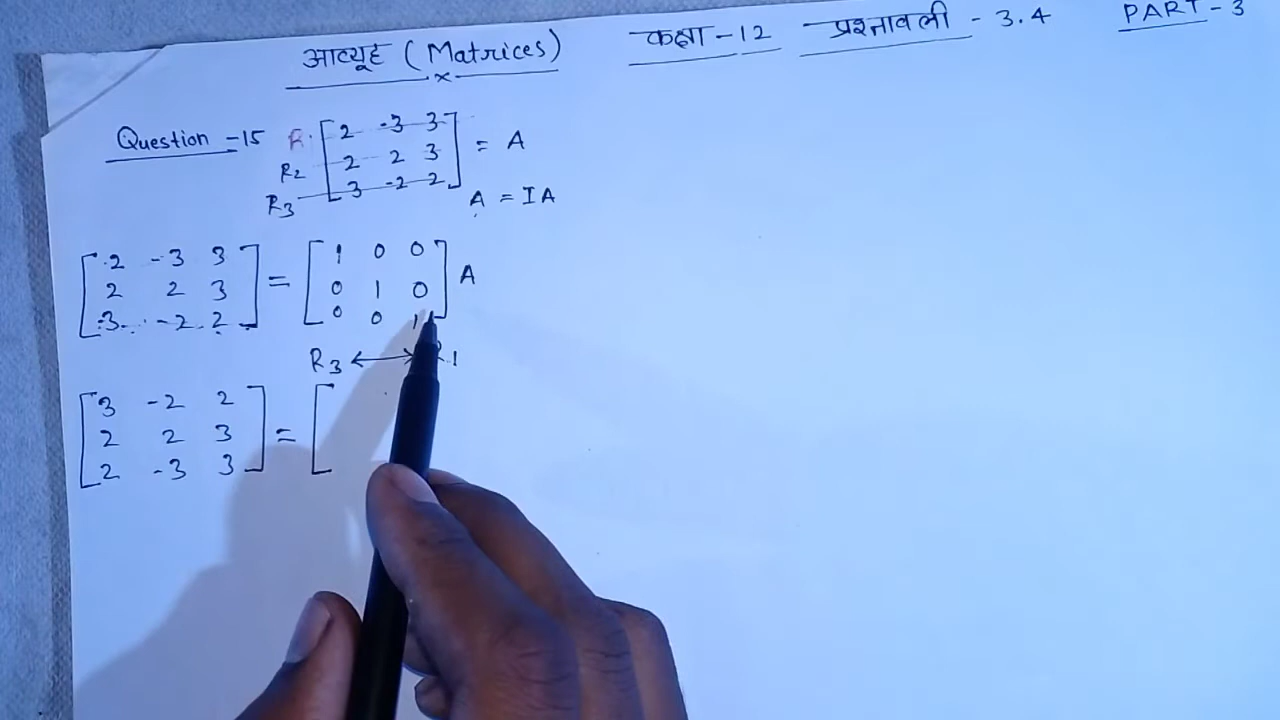 आव्यूह (Matrices) कक्षा - 12 प्रश्नावली - 3.4 PART - 3
Question - 15
R1 [ 2 -3 3 ]
R2 [ 2 2 3 ] = A
R3 [ 3 -2 2 ]
A = IA
[ 2 -3 3 ] [ 1 0 0 ]
[ 2 2 3 ] = [ 0 1 0 ] A
[ 3 -2 2 ] [ 0 0 1 ]
R3 ↔ 1
[ 3 -2 2 ] [
[ 2 2 3 ] = [
[ 2 -3 3 ] [